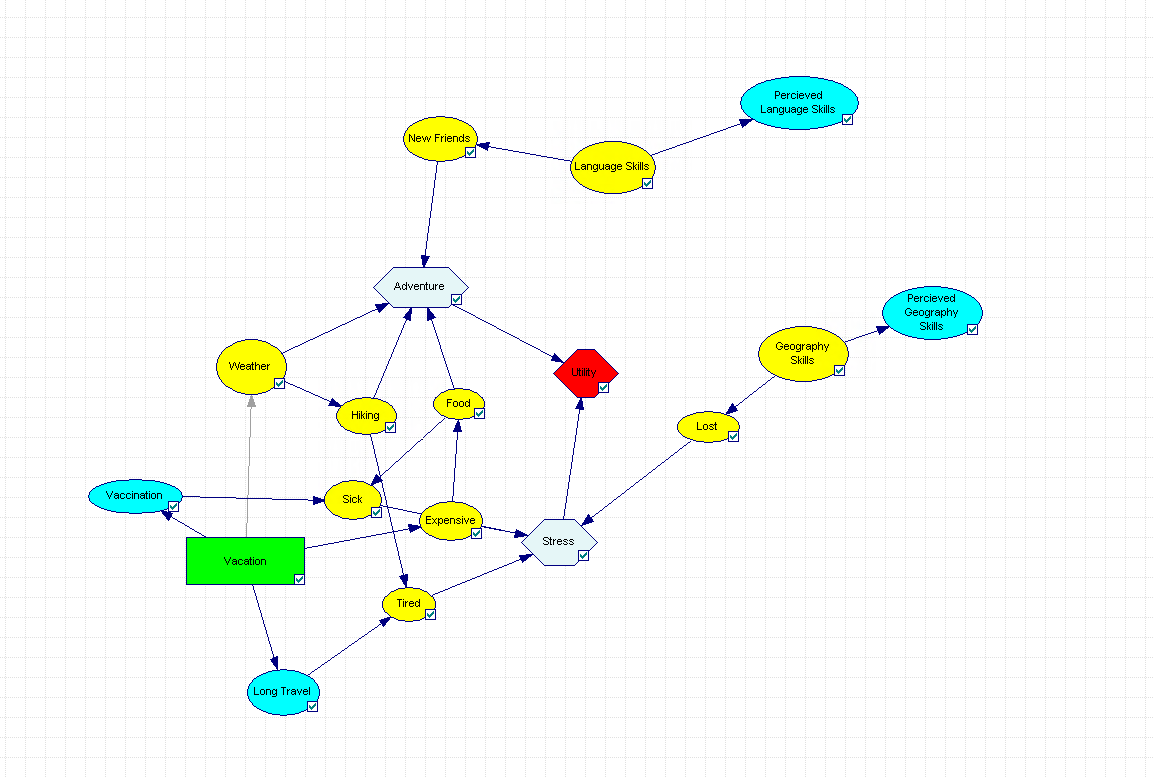 Percieved
Language Skills
New Friends
Language Skills
Adventure
Percieved
Geography
Skills
Geography
Skills
Weather
Utility
Food
Hiking
Lost
Vaccination
Sick
Expensive
Stress
Vacation
Tired
Long Travel